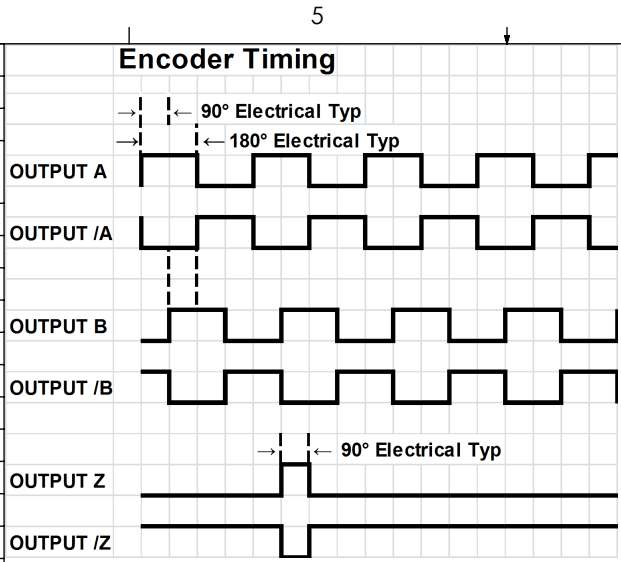 5
Encoder Timing
90° Electrical Typ
180° Electrical Typ
OUTPUT A
OUTPUT /A
OUTPUT B
OUTPUT /B
90° Electrical Typ
OUTPUT Z
OUTPUT /Z